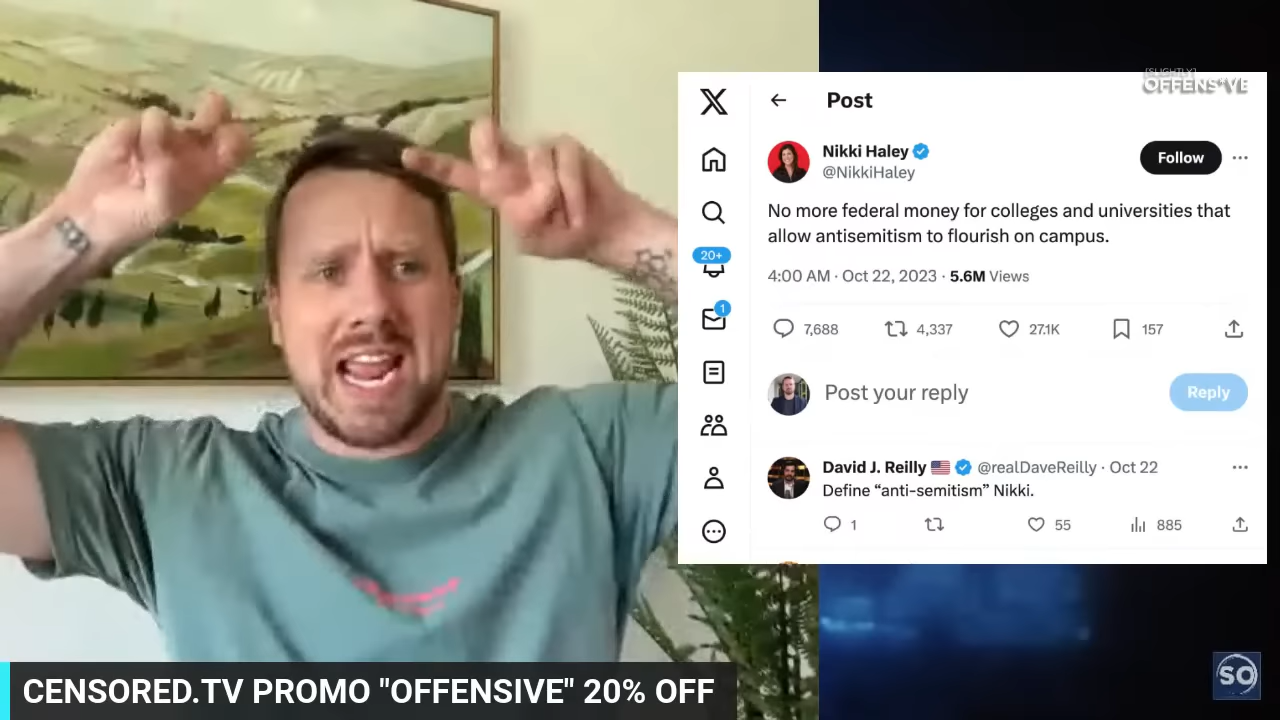 [SLIGHTLY]
OFFENS*VE
Post
Nikki Haley
@NikkiHaley
Follow
No more federal money for colleges and universities that
allow antisemitism to flourish on campus.
4:00 AM · Oct 22, 2023 · 5.6M Views
20+
7,688
4,337
27.1K
157
1
Post your reply
Reply
David J. Reilly @realDaveReilly · Oct 22
Define “anti-semitism” Nikki.
1
55
885
SO
CENSORED.TV PROMO "OFFENSIVE" 20% OFF